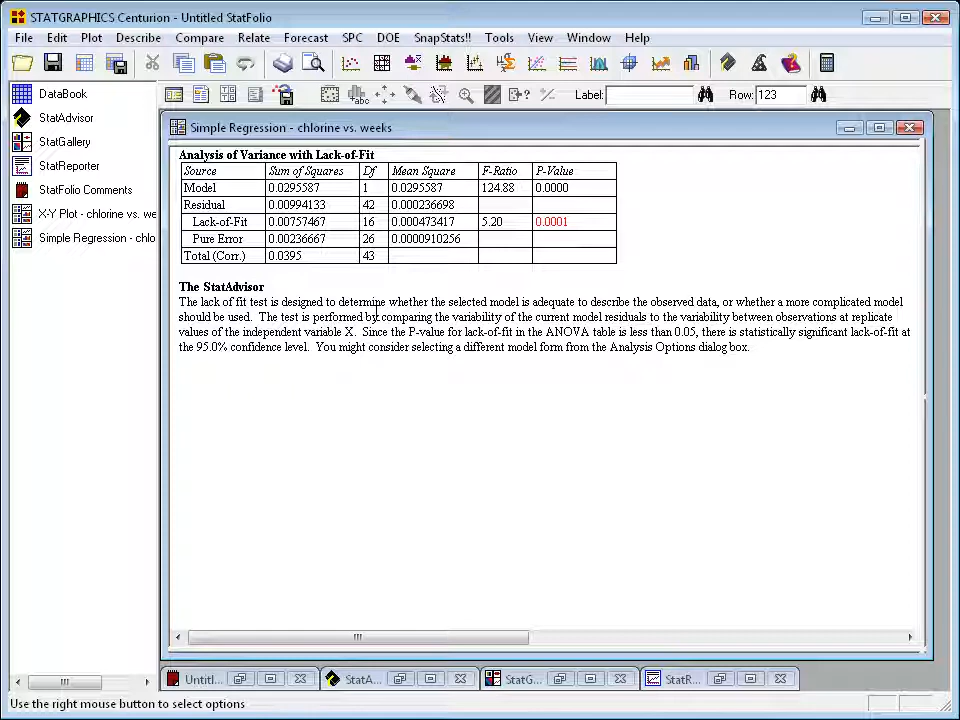 STATGRAPHICS Centurion - Untitled StatFolio
File Edit Plot Describe Compare Relate Forecast SPC DOE SnapStats!! Tools View Window Help
Label: Row: 123
DataBook
StatAdvisor
StatGallery
StatReporter
StatFolio Comments
X-Y Plot - chlorine vs. we
Simple Regression - chlo
Simple Regression - chlorine vs. weeks
Analysis of Variance with Lack-of-Fit
Source Sum of Squares Df Mean Square F-Ratio P-Value
Model 0.0295587 1 0.0295587 124.88 0.0000
Residual 0.00994133 42 0.000236698
Lack-of-Fit 0.00757467 16 0.000473417 5.20 0.0001
Pure Error 0.00236667 26 0.0000910256
Total (Corr.) 0.0395 43
The StatAdvisor
The lack of fit test is designed to determine whether the selected model is adequate to describe the observed data, or whether a more complicated model
should be used. The test is performed by comparing the variability of the current model residuals to the variability between observations at replicate
values of the independent variable X. Since the P-value for lack-of-fit in the ANOVA table is less than 0.05, there is statistically significant lack-of-fit at
the 95.0% confidence level. You might consider selecting a different model form from the Analysis Options dialog box.
Untitl... StatA... StatG... StatR...
Use the right mouse button to select options